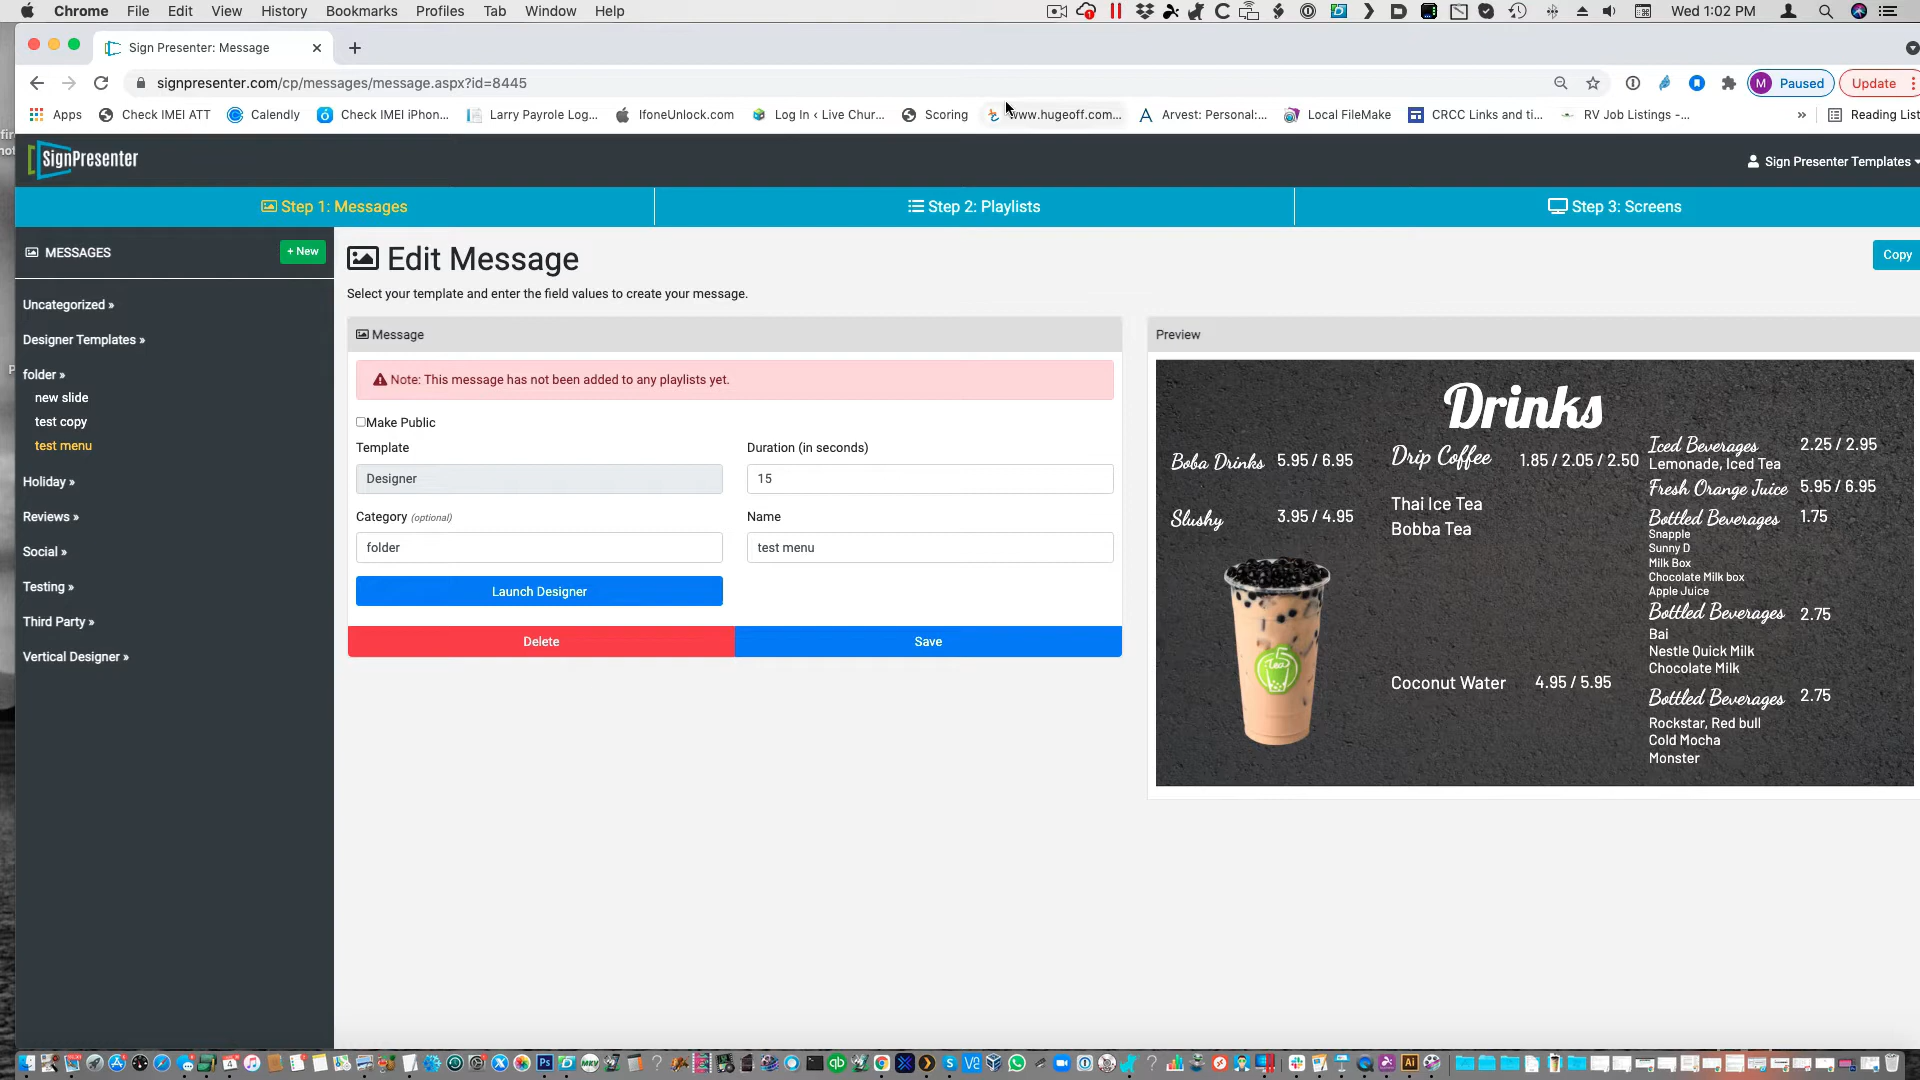 Chrome File Edit View History Bookmarks Profiles Tab Window Help Wed 1:02 PM
Sign Presenter: Message
signpresenter.com/cp/messages/message.aspx?id=8445
M Paused Update
Apps Check IMEI ATT Calendly Check IMEI iPhon... Larry Payrole Log... IfoneUnlock.com Log In ‹ Live Chur... Scoring www.hugeoff.com... Arvest: Personal:... Local FileMake CRCC Links and ti... RV Job Listings -... » Reading List
SignPresenter
Sign Presenter Templates
Step 1: Messages
Step 2: Playlists
Step 3: Screens
MESSAGES
+ New
Uncategorized »
Designer Templates »
folder »
new slide
test copy
test menu
Holiday »
Reviews »
Social »
Testing »
Third Party »
Vertical Designer »
Edit Message
Copy
Select your template and enter the field values to create your message.
Message
Note: This message has not been added to any playlists yet.
Make Public
Template
Duration (in seconds)
Designer
15
Category (optional)
Name
folder
test menu
Launch Designer
Delete
Save
Preview
Drinks
Boba Drinks 5.95 / 6.95
Slushy 3.95 / 4.95
tea
Drip Coffee 1.85 / 2.05 / 2.50
Thai Ice Tea
Bobba Tea
Coconut Water 4.95 / 5.95
Iced Beverages 2.25 / 2.95
Lemonade, Iced Tea
Fresh Orange Juice 5.95 / 6.95
Bottled Beverages 1.75
Snapple
Sunny D
Milk Box
Chocolate Milk box
Apple Juice
Bottled Beverages 2.75
Bai
Nestle Quick Milk
Chocolate Milk
Bottled Beverages 2.75
Rockstar, Red bull
Cold Mocha
Monster